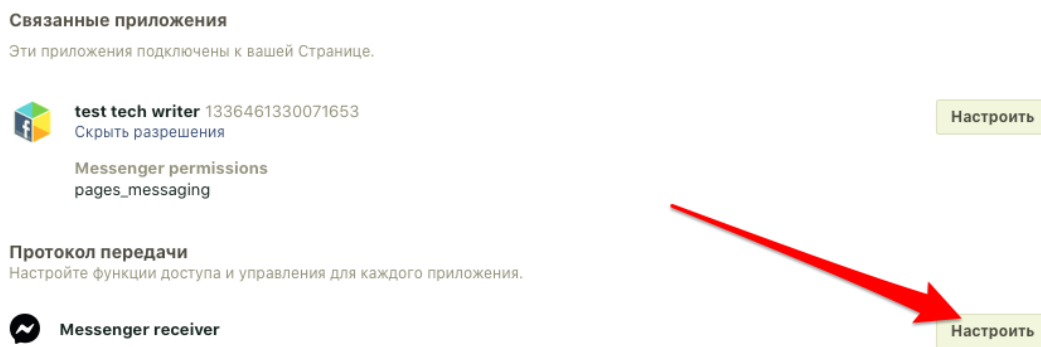 Связанные приложения
Эти приложения подключены к вашей Странице.
test tech writer 1336461330071653
Настроить
Скрыть разрешения
Messenger permissions
pages_messaging
Протокол передачи
Настройте функции доступа и управления для каждого приложения.
Messenger receiver
Настроить